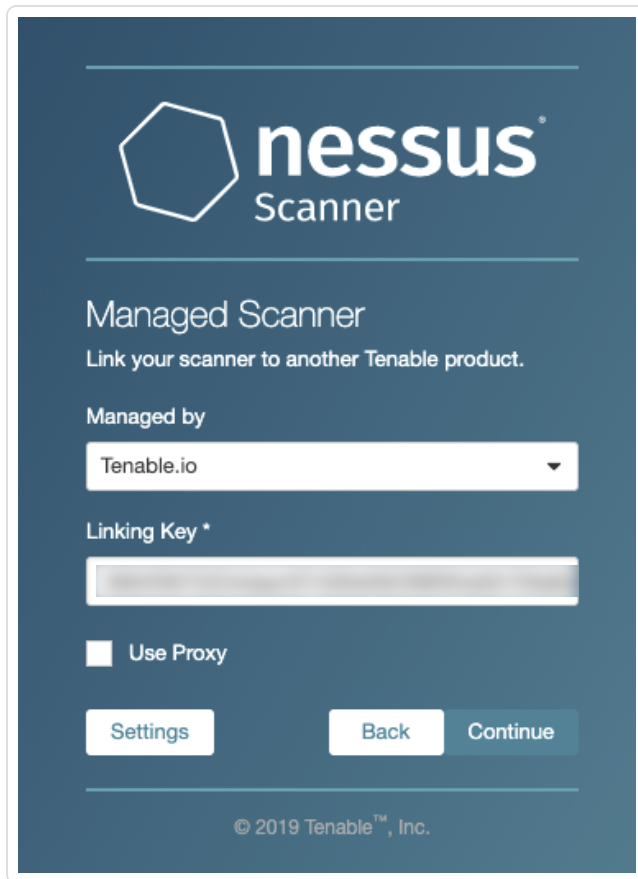 nessus®
Scanner
Managed Scanner
Link your scanner to another Tenable product.
Managed by
Tenable.io
Linking Key *
Use Proxy
Settings
Back
Continue
© 2019 Tenable™, Inc.